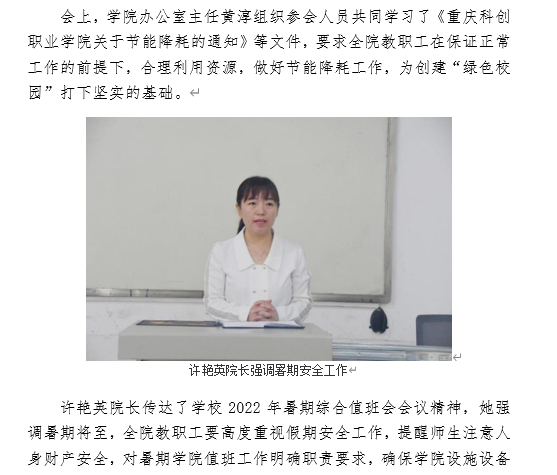 会上，学院办公室主任黄淳组织参会人员共同学习了《重庆科创
职业学院关于节能降耗的通知》等文件，要求全院教职工在保证正常
工作的前提下，合理利用资源，做好节能降耗工作，为创建“绿色校
园”打下坚实的基础。
许艳英院长强调暑期安全工作
许艳英院长传达了学校 2022 年暑期综合值班会会议精神，她强
调暑期将至，全院教职工要高度重视假期安全工作，提醒师生注意人
身财产安全，对暑期学院值班工作明确职责要求，确保学院设施设备